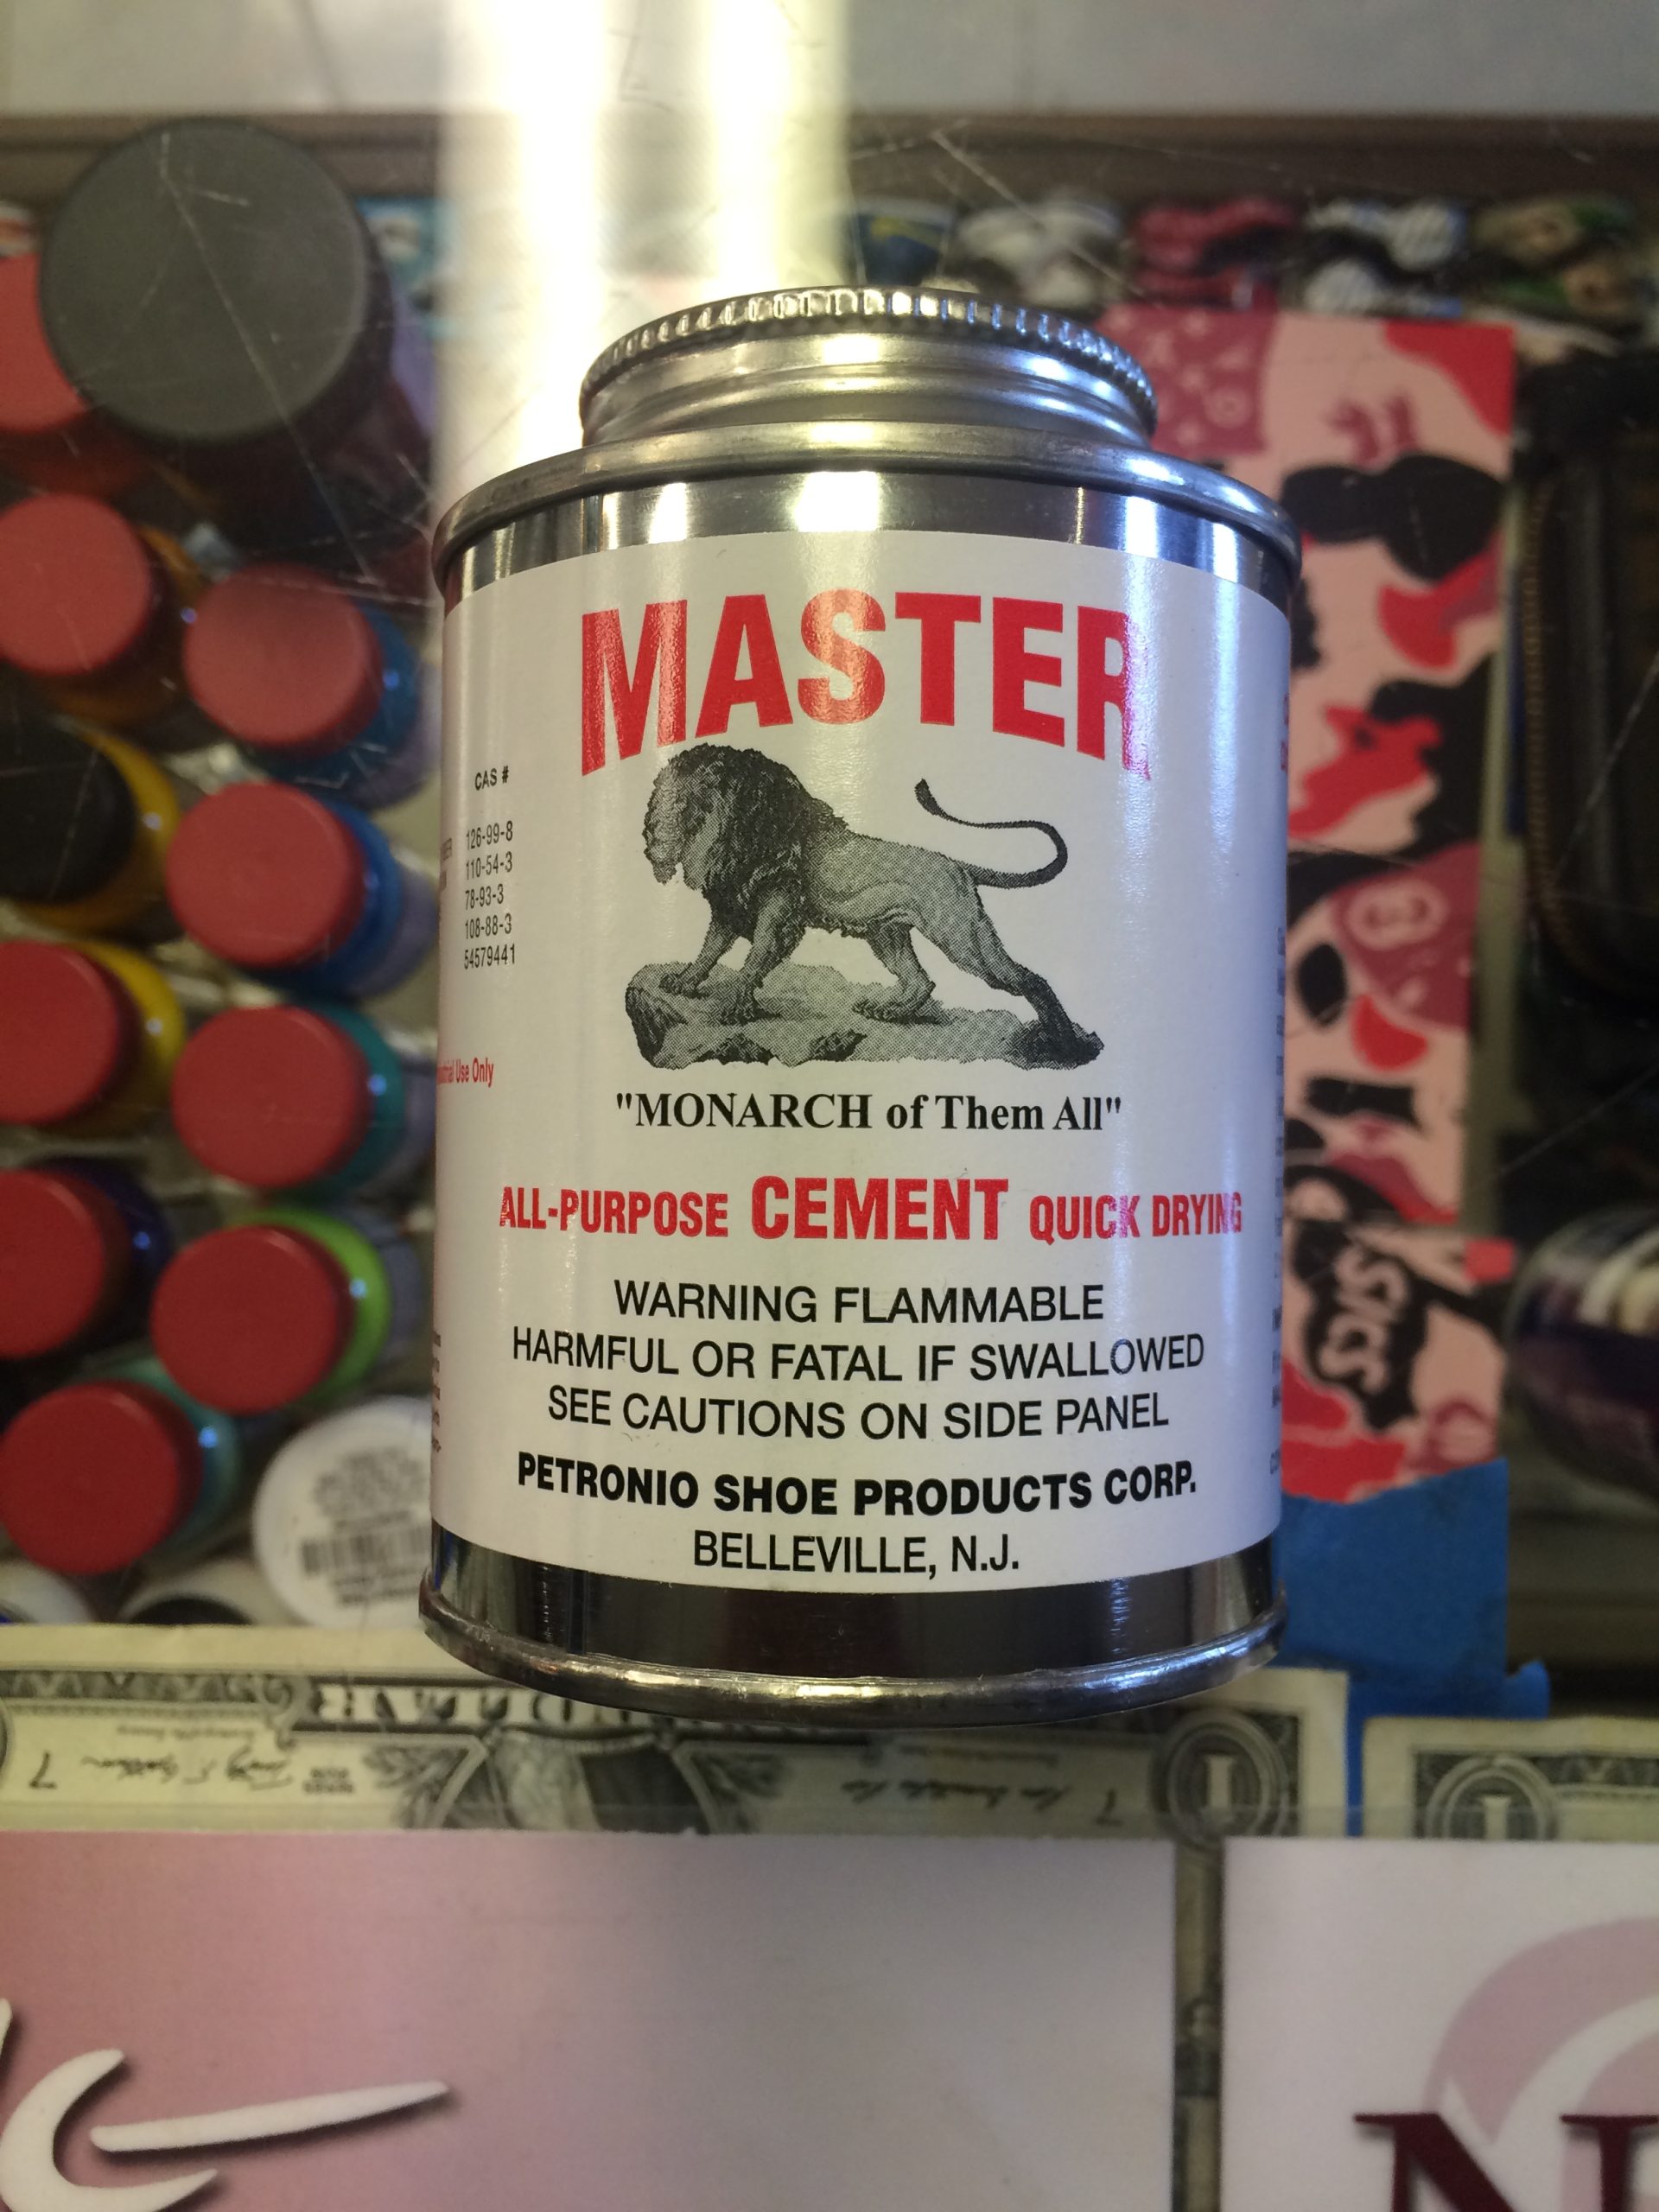 MASTER
CAS #
126-99-8
110-54-3
78-93-3
108-88-3
54579441
Use Only
"MONARCH of Them All"
ALL-PURPOSE CEMENT QUICK DRYING
WARNING FLAMMABLE
HARMFUL OR FATAL IF SWALLOWED
SEE CAUTIONS ON SIDE PANEL
PETRONIO SHOE PRODUCTS CORP.
BELLEVILLE, N.J.